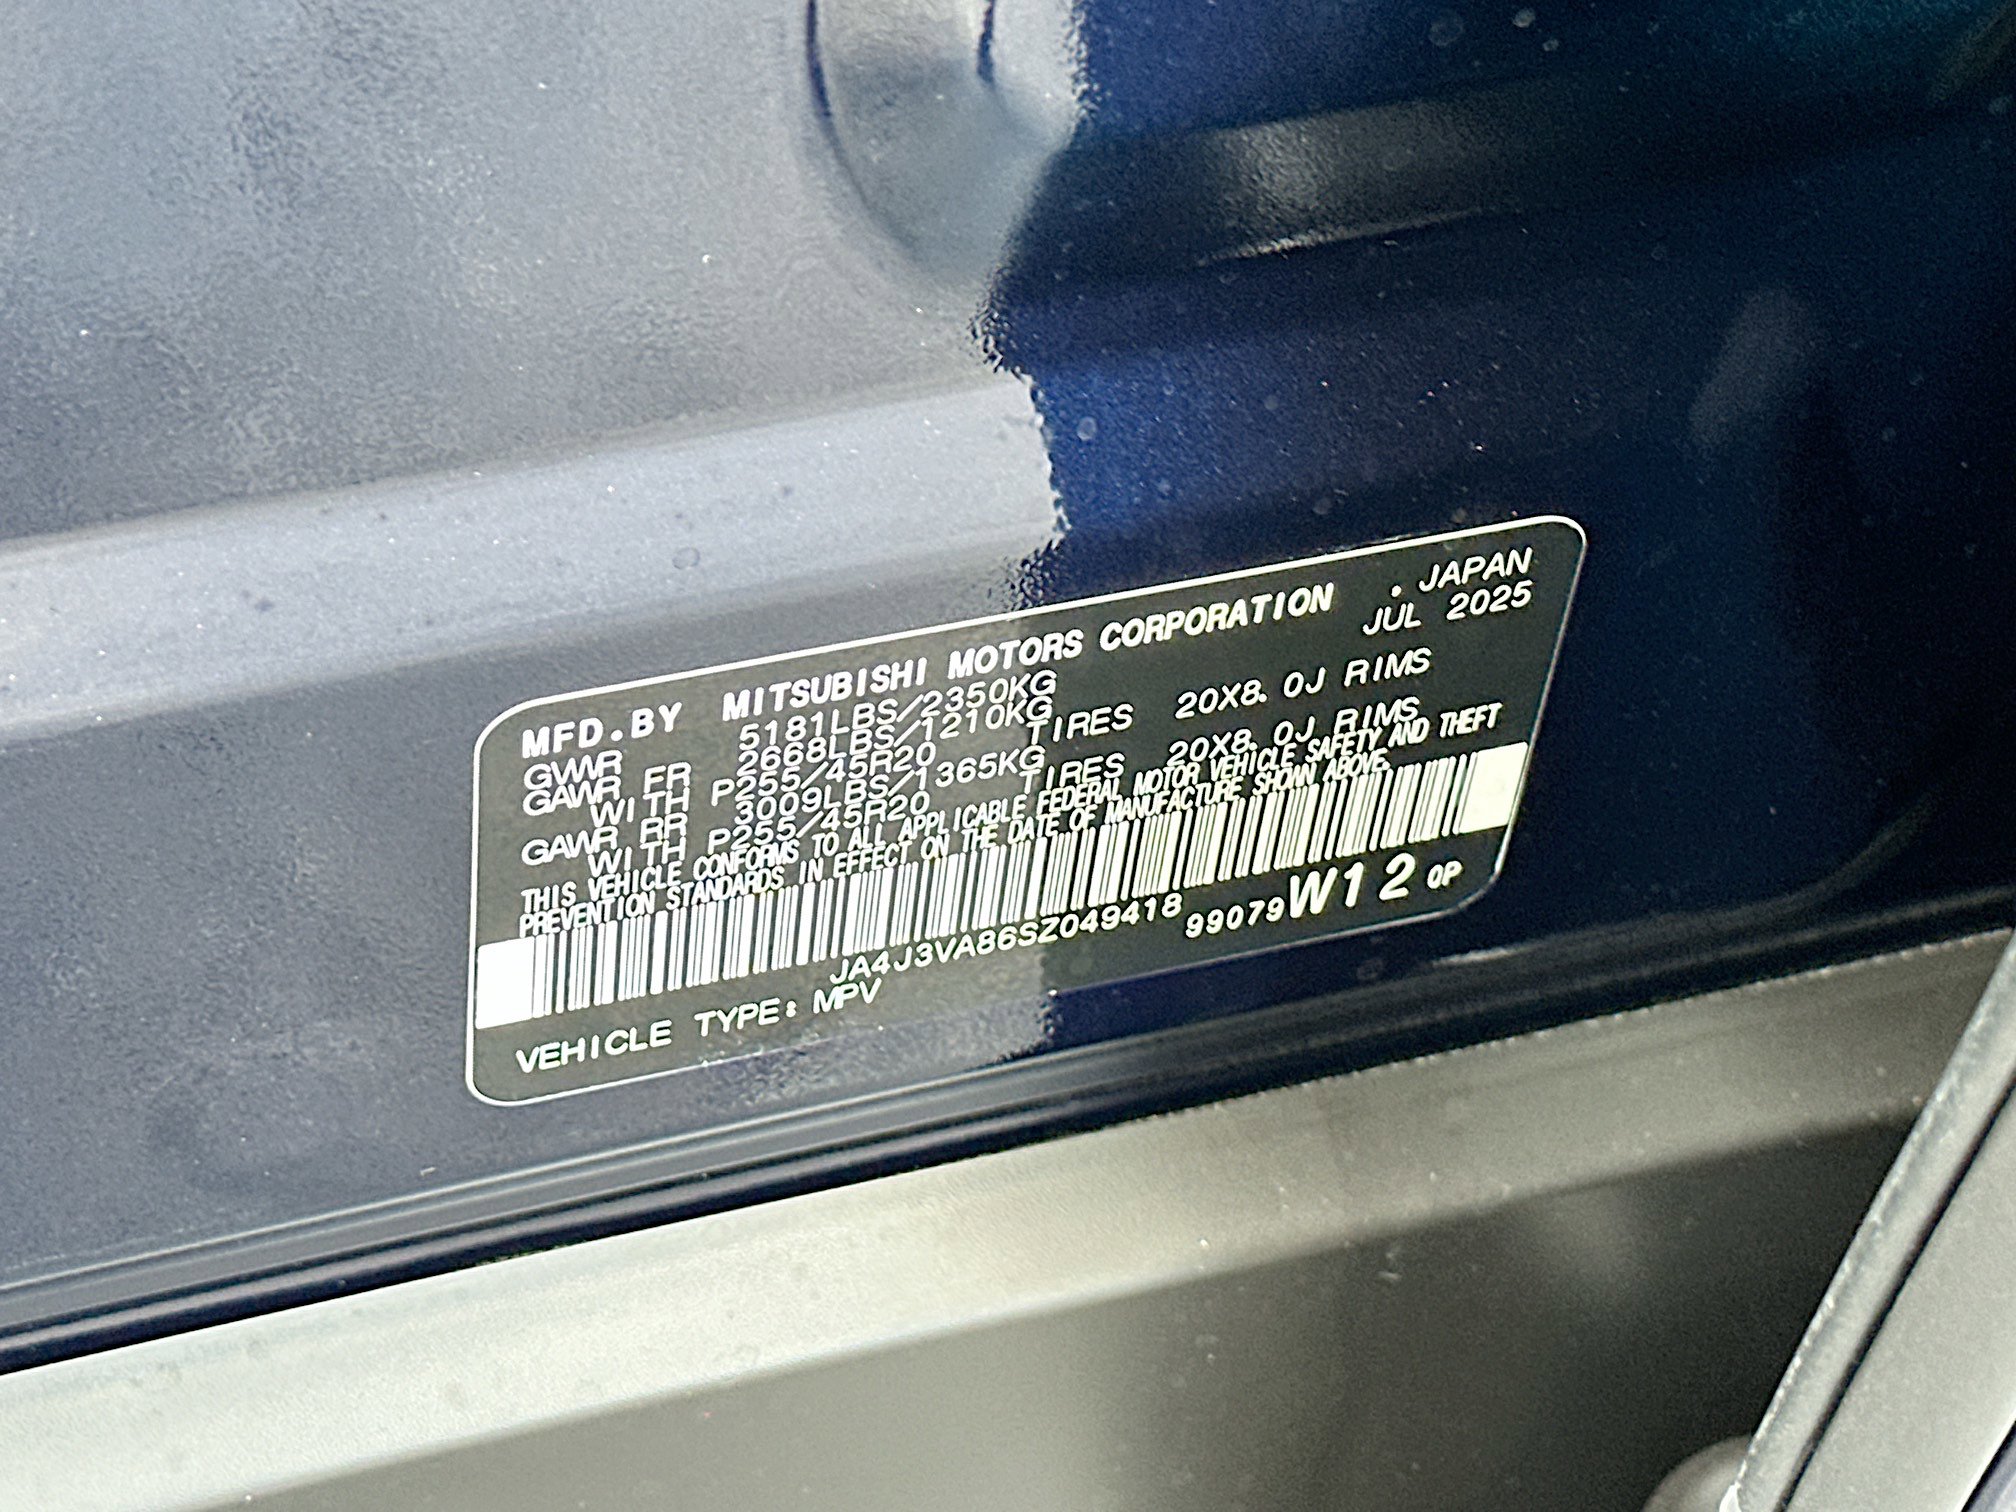 MFD.BY MITSUBISHI MOTORS CORPORATION . JAPAN
GVWR 5181LBS/2350KG JUL 2025
GAWR FR 2668LBS/1210KG
WITH P255/45R20 TIRES 20X8.0J RIMS
GAWR RR 3009LBS/1365KG
WITH P255/45R20 TIRES 20X8.0J RIMS
THIS VEHICLE CONFORMS TO ALL APPLICABLE FEDERAL MOTOR VEHICLE SAFETY AND THEFT
PREVENTION STANDARDS IN EFFECT ON THE DATE OF MANUFACTURE SHOWN ABOVE.
JA4J3VA86SZ049418 99079W12 OP
VEHICLE TYPE: MPV